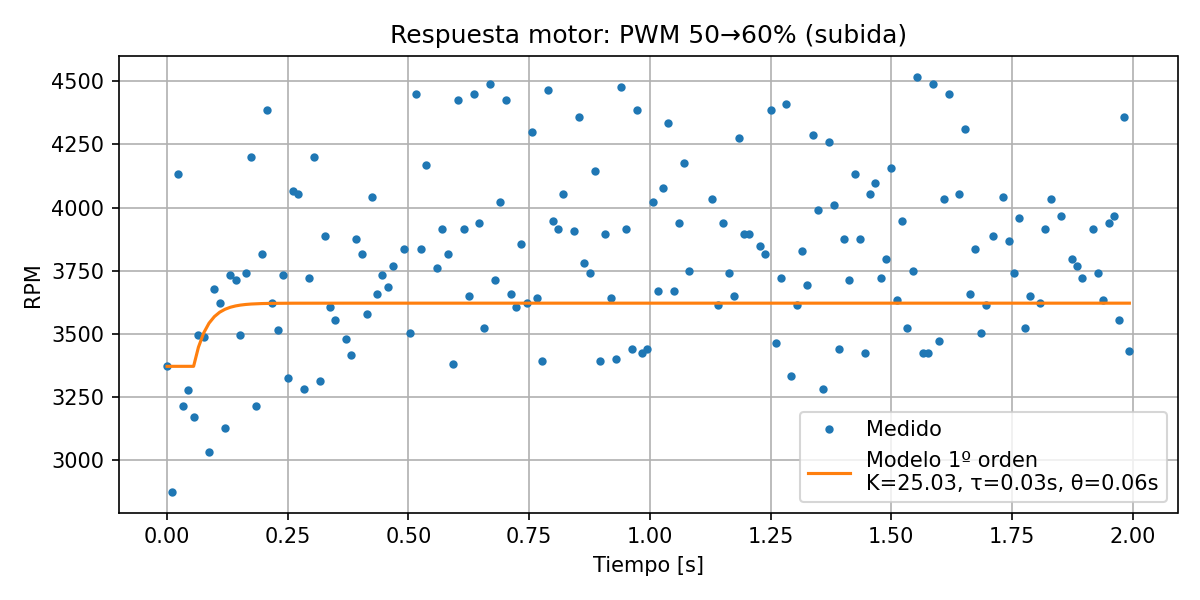 Respuesta motor: PWM 50→60% (subida)
RPM
4500
4250
4000
3750
3500
3250
3000
Medido
Modelo 1º orden
K=25.03, τ=0.03s, θ=0.06s
0.00 0.25 0.50 0.75 1.00 1.25 1.50 1.75 2.00
Tiempo [s]